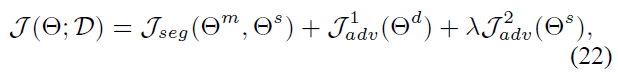 𝒥(Θ; 𝒟) = 𝒥_{seg}(Θ^m, Θ^s) + 𝒥^1_{adv}(Θ^d) + λ𝒥^2_{adv}(Θ^s),
(22)